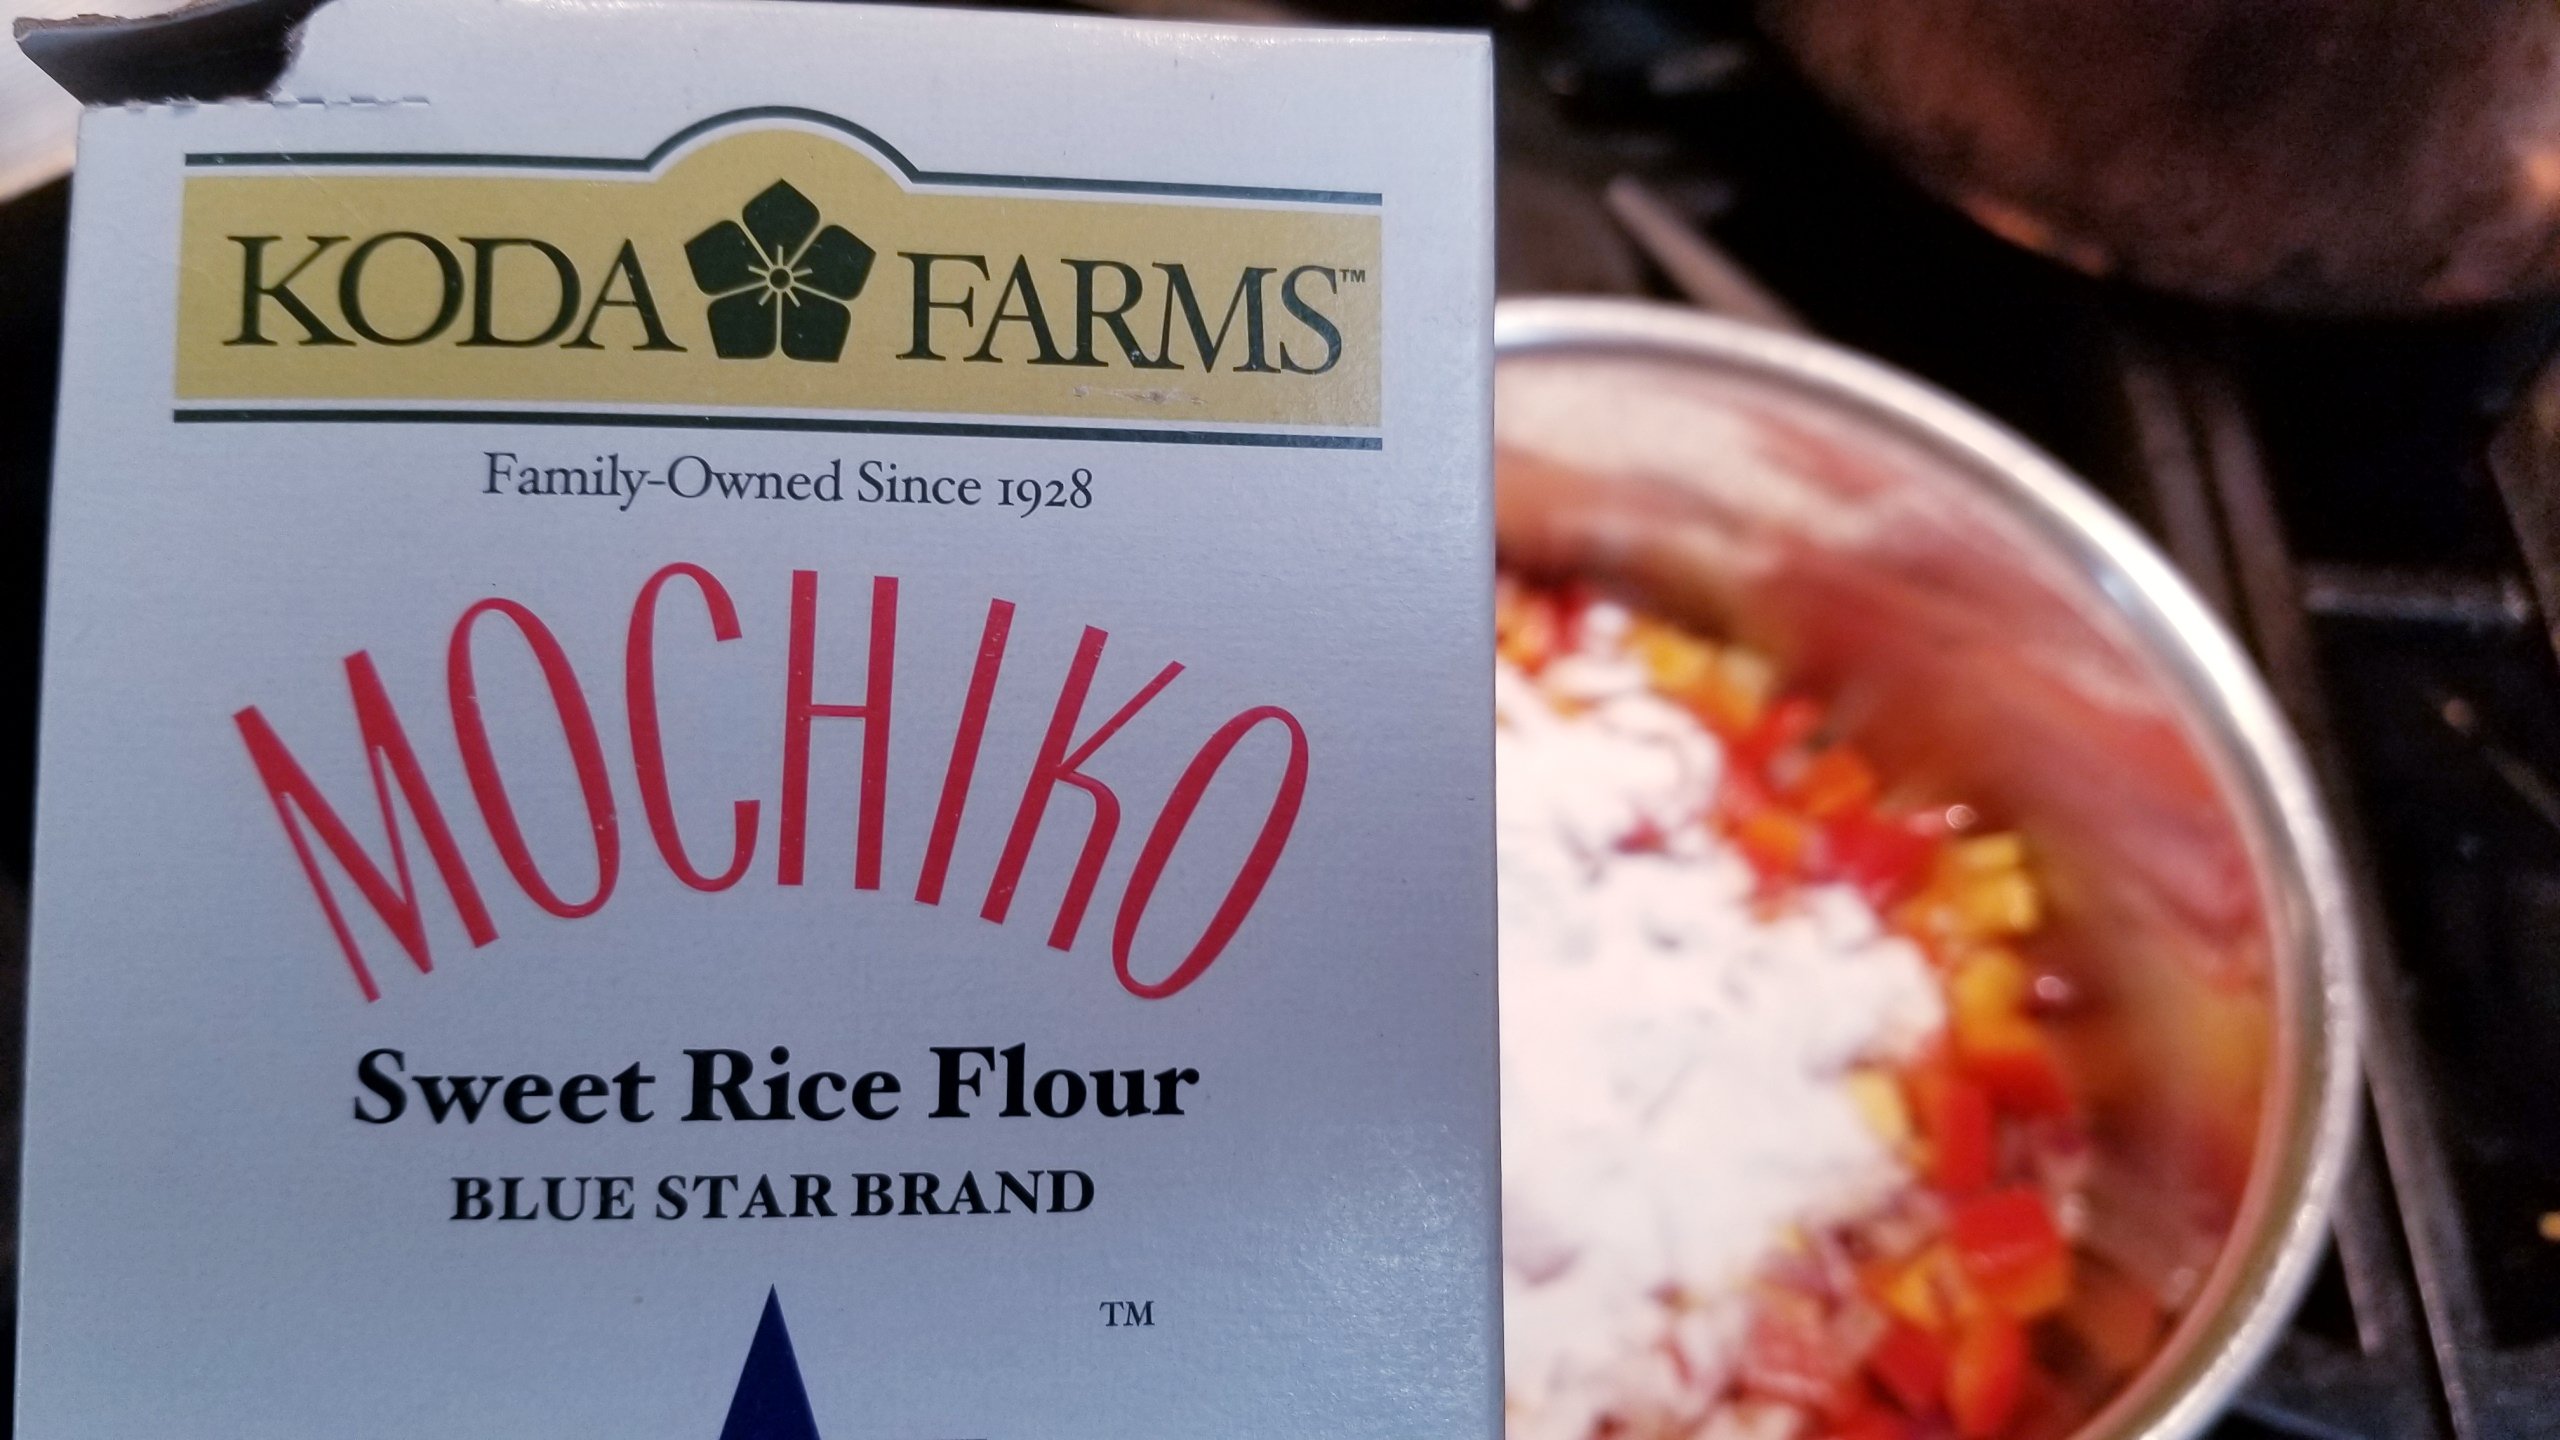 KODA FARMS™
Family-Owned Since 1928
MOCHIKO
Sweet Rice Flour
BLUE STAR BRAND
TM